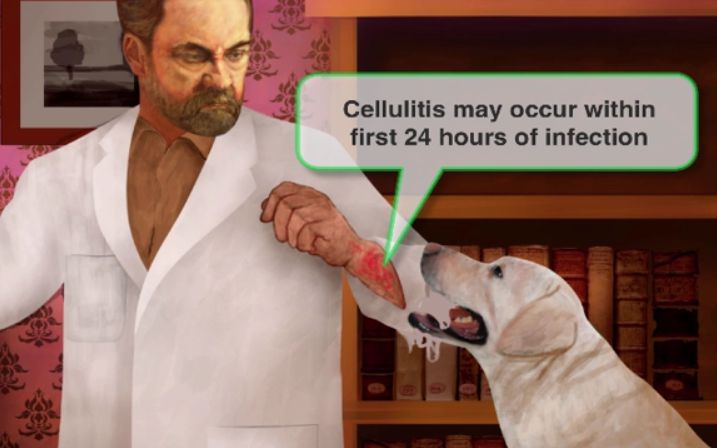 Cellulitis may occur within
first 24 hours of infection